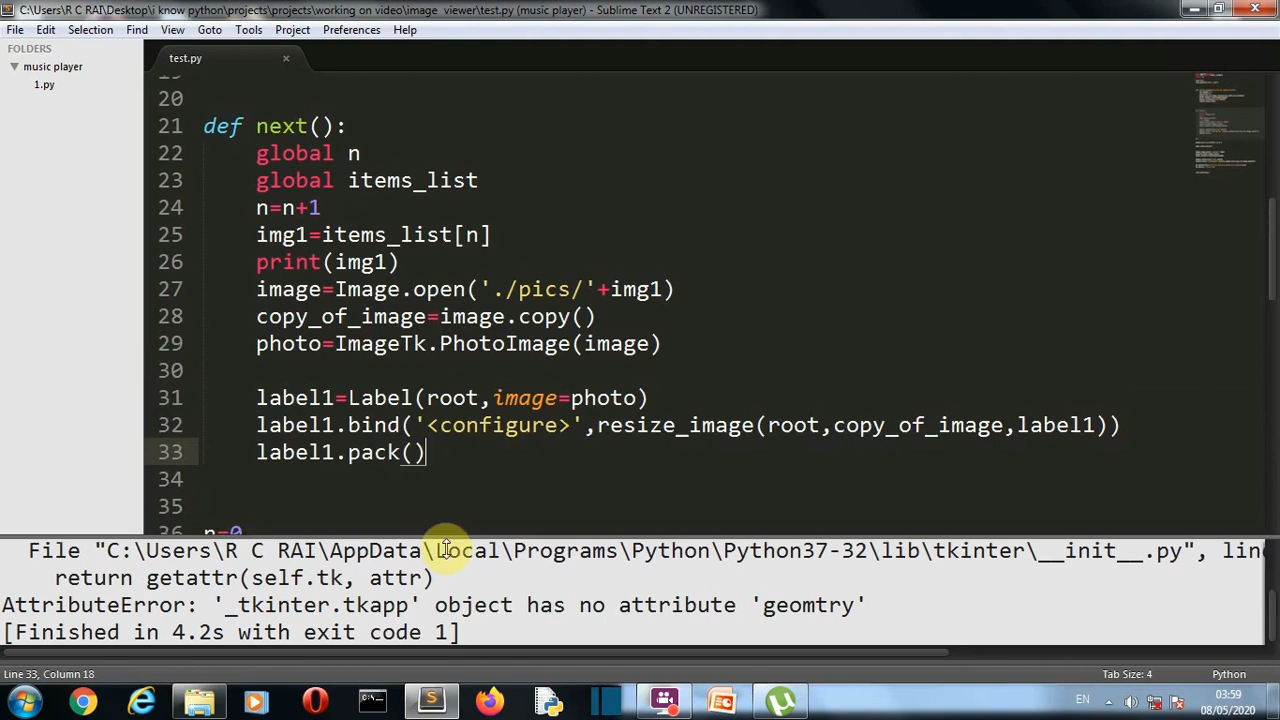 C:\Users\R C RAI\Desktop\i know python\projects\projects\working on video\image_viewer\test.py (music player) - Sublime Text 2 (UNREGISTERED)
File Edit Selection Find View Goto Tools Project Preferences Help
FOLDERS
music player
1.py
test.py
19
20
21 def next():
22 global n
23 global items_list
24 n=n+1
25 img1=items_list[n]
26 print(img1)
27 image=Image.open('./pics/'+img1)
28 copy_of_image=image.copy()
29 photo=ImageTk.PhotoImage(image)
30
31 label1=Label(root,image=photo)
32 label1.bind('<configure>',resize_image(root,copy_of_image,label1))
33 label1.pack()
34
35
36 n=0
File "C:\Users\R C RAI\AppData\Local\Programs\Python\Python37-32\lib\tkinter\__init__.py", line
return getattr(self.tk, attr)
AttributeError: '_tkinter.tkapp' object has no attribute 'geomtry'
[Finished in 4.2s with exit code 1]
Line 33, Column 18 Tab Size: 4 Python
EN 03:59
08/05/2020